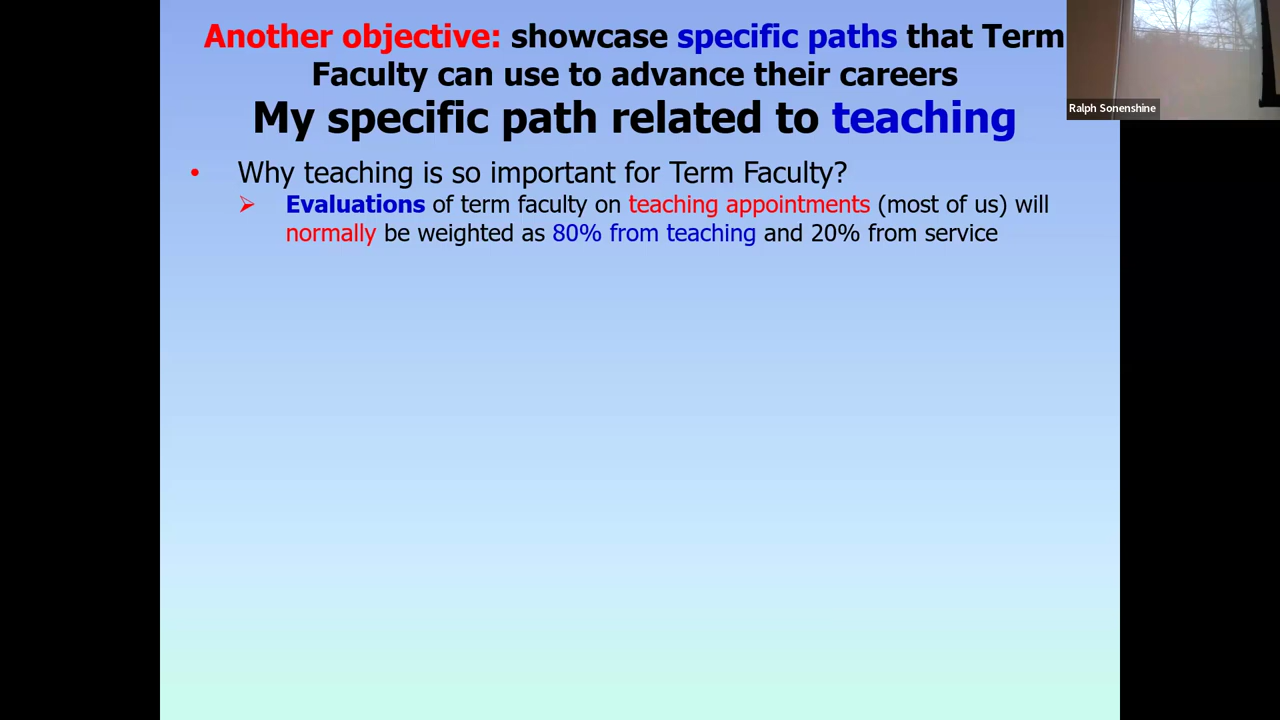 Another objective: showcase specific paths that Term
Faculty can use to advance their careers
My specific path related to teaching
• Why teaching is so important for Term Faculty?
➢ Evaluations of term faculty on teaching appointments (most of us) will
normally be weighted as 80% from teaching and 20% from service
Ralph Sonenshine